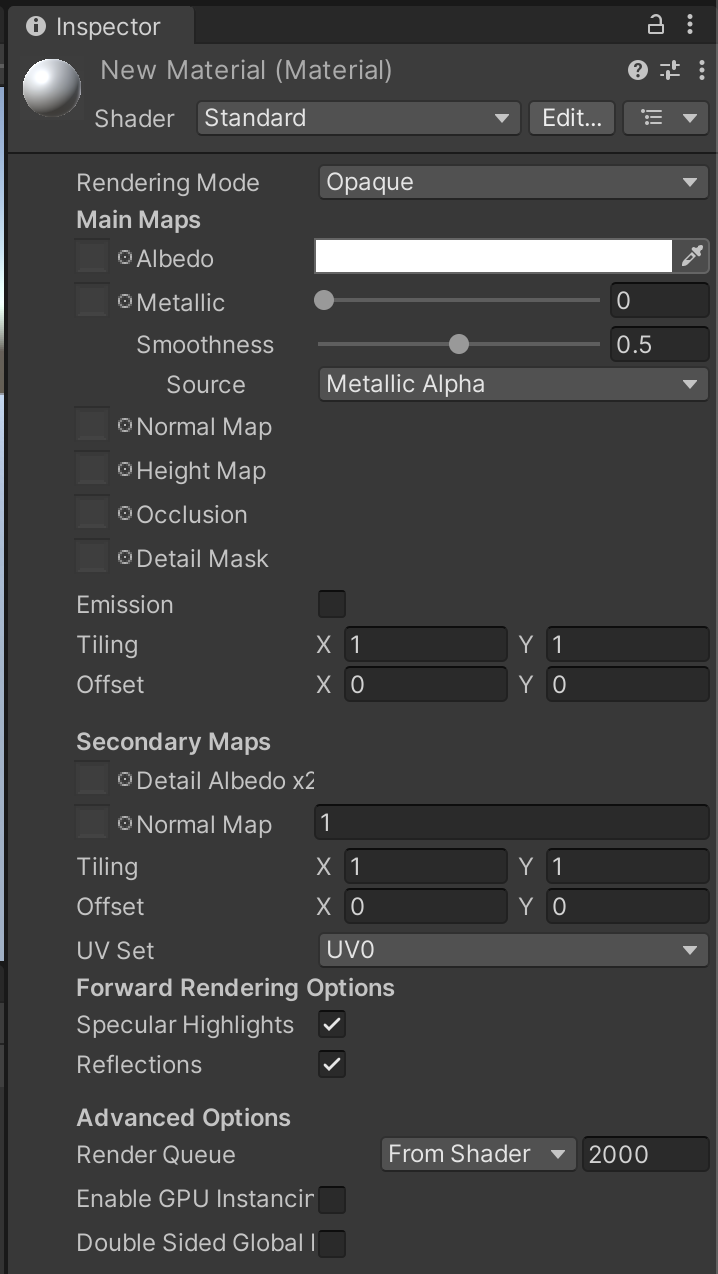 Inspector
New Material (Material)
Shader Standard Edit...
Rendering Mode Opaque
Main Maps
Albedo
Metallic 0
Smoothness 0.5
Source Metallic Alpha
Normal Map
Height Map
Occlusion
Detail Mask
Emission
Tiling X 1 Y 1
Offset X 0 Y 0
Secondary Maps
Detail Albedo x2
Normal Map 1
Tiling X 1 Y 1
Offset X 0 Y 0
UV Set UV0
Forward Rendering Options
Specular Highlights
Reflections
Advanced Options
Render Queue From Shader 2000
Enable GPU Instancin
Double Sided Global I